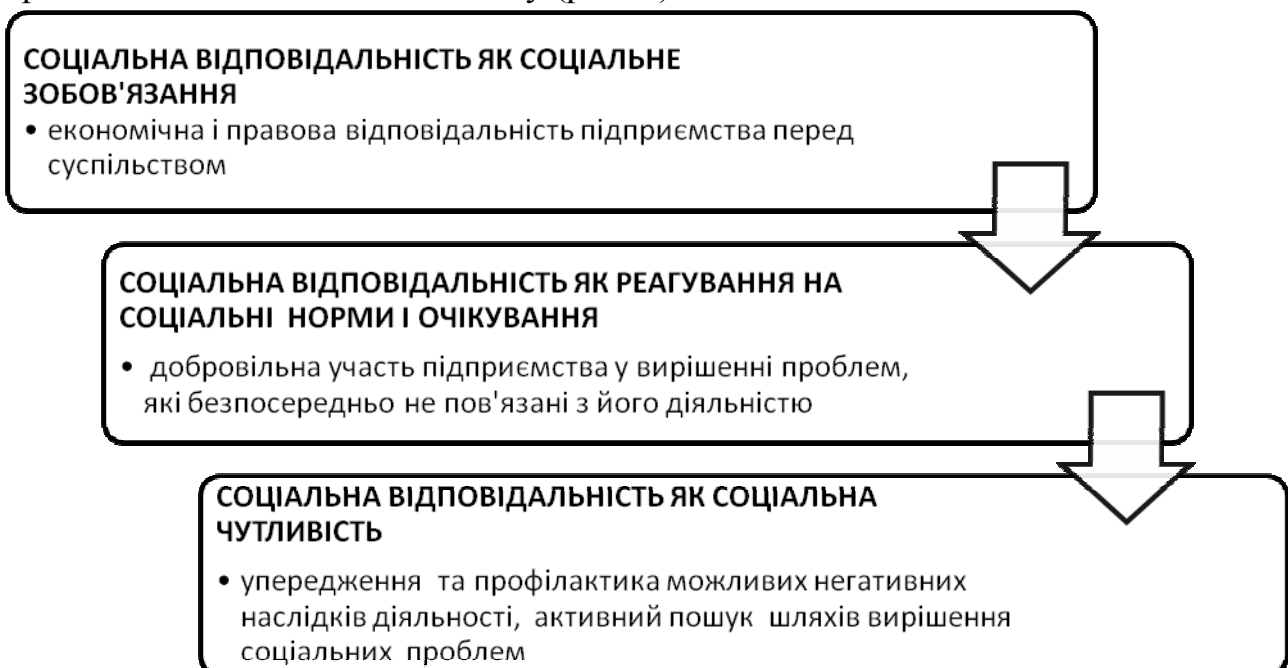 СОЦІАЛЬНА ВІДПОВІДАЛЬНІСТЬ ЯК СОЦІАЛЬНЕ
ЗОБОВ'ЯЗАННЯ
• економічна і правова відповідальність підприємства перед
суспільством
СОЦІАЛЬНА ВІДПОВІДАЛЬНІСТЬ ЯК РЕАГУВАННЯ НА
СОЦІАЛЬНІ НОРМИ І ОЧІКУВАННЯ
• добровільна участь підприємства у вирішенні проблем,
які безпосередньо не пов'язані з його діяльністю
СОЦІАЛЬНА ВІДПОВІДАЛЬНІСТЬ ЯК СОЦІАЛЬНА
ЧУТЛИВІСТЬ
• упередження та профілактика можливих негативних
наслідків діяльності, активний пошук шляхів вирішення
соціальних проблем